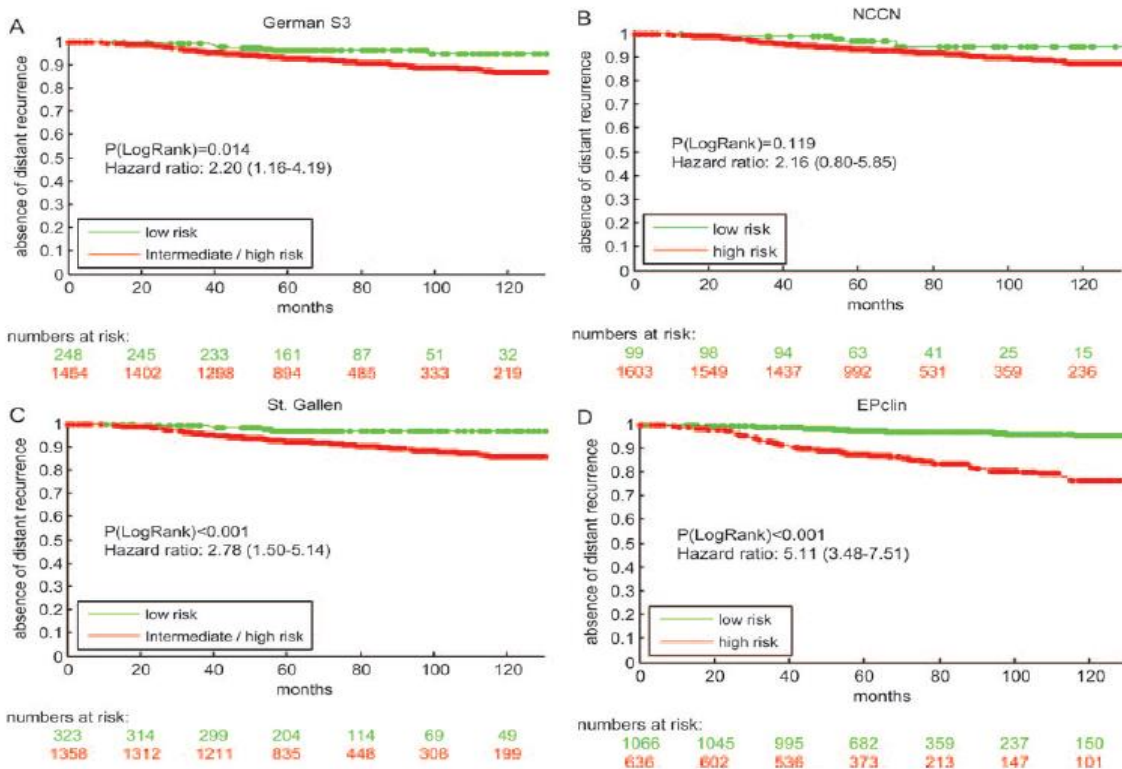 A
German S3
absence of distant recurrence
1
0.9
0.8
0.7
0.6
0.5
0.4
0.3
0.2
0.1
0
P(LogRank)=0.014
Hazard ratio: 2.20 (1.16-4.19)
low risk
Intermediate / high risk
0 20 40 60 80 100 120
months
numbers at risk:
248 245 233 161 87 51 32
1454 1402 1298 894 485 333 219
B
NCCN
absence of distant recurrence
1
0.9
0.8
0.7
0.6
0.5
0.4
0.3
0.2
0.1
0
P(LogRank)=0.119
Hazard ratio: 2.16 (0.80-5.85)
low risk
high risk
0 20 40 60 80 100 120
months
numbers at risk:
99 98 94 63 41 25 15
1603 1549 1437 992 531 359 236
C
St. Gallen
absence of distant recurrence
1
0.9
0.8
0.7
0.6
0.5
0.4
0.3
0.2
0.1
0
P(LogRank)<0.001
Hazard ratio: 2.78 (1.50-5.14)
low risk
Intermediate / high risk
0 20 40 60 80 100 120
months
numbers at risk:
323 314 299 204 114 69 49
1358 1312 1211 835 448 308 199
D
EPclin
absence of distant recurrence
1
0.9
0.8
0.7
0.6
0.5
0.4
0.3
0.2
0.1
0
P(LogRank)<0.001
Hazard ratio: 5.11 (3.48-7.51)
low risk
high risk
0 20 40 60 80 100 120
months
numbers at risk:
1066 1045 995 682 359 237 150
636 602 536 373 213 147 101